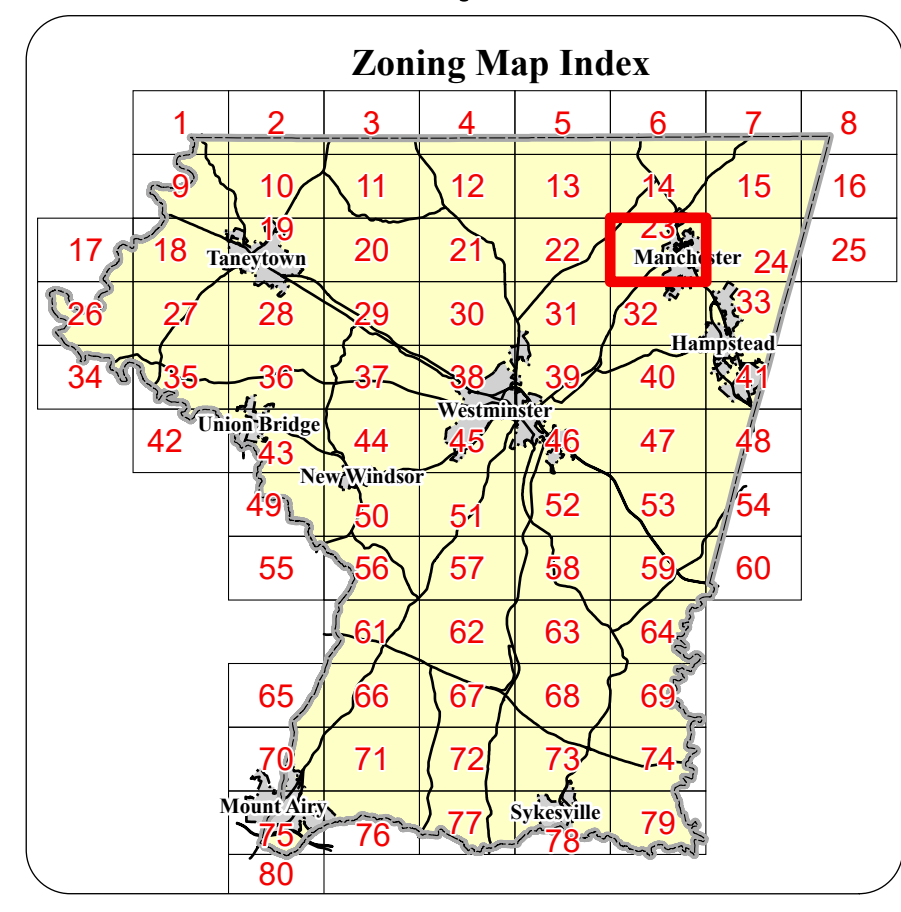 Zoning Map Index
1 2 3 4 5 6 7 8
9 10 11 12 13 14 15 16
17 18 19 20 21 22 23 24 25
Taneytown Manchester
26 27 28 29 30 31 32 33
Hampstead
34 35 36 37 38 39 40 41
Westminster
Union Bridge
42 43 44 45 46 47 48
New Windsor
49 50 51 52 53 54
55 56 57 58 59 60
61 62 63 64
65 66 67 68 69
70 71 72 73 74
Mount Airy Sykesville
75 76 77 78 79
80